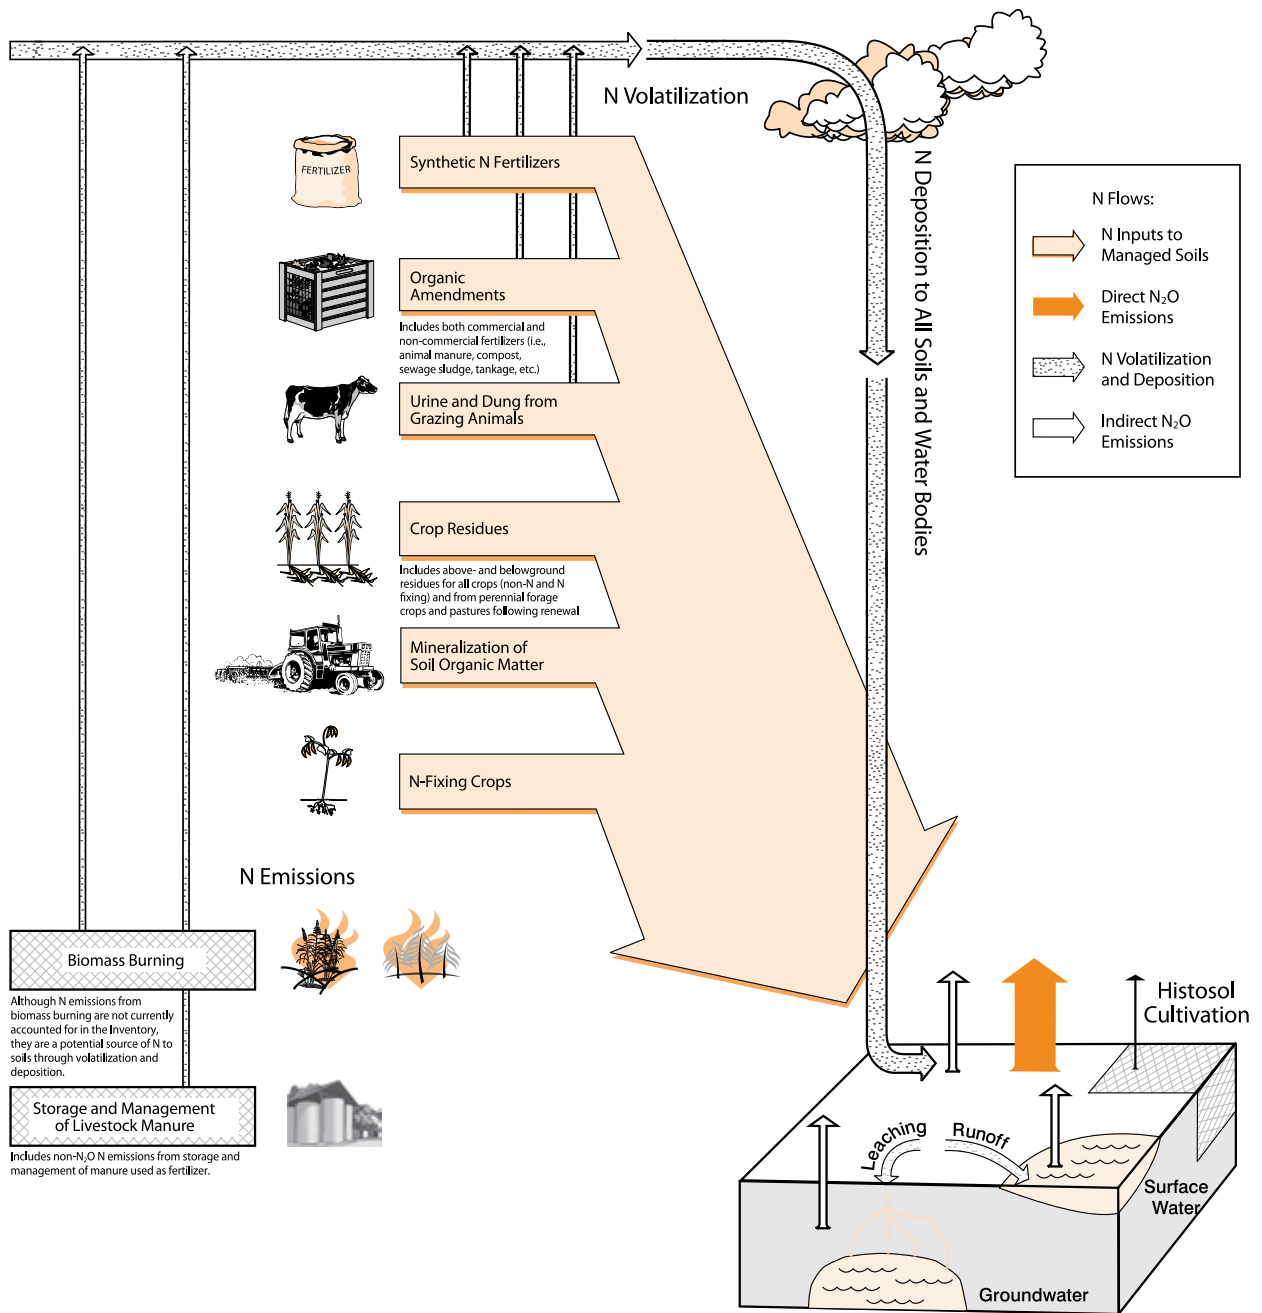 N Volatilization
N Deposition to All Soils and Water Bodies
FERTILIZER
Synthetic N Fertilizers
Organic
Amendments
Includes both commercial and
non-commercial fertilizers (i.e.,
animal manure, compost,
sewage sludge, tankage, etc.)
Urine and Dung from
Grazing Animals
Crop Residues
Includes above- and belowground
residues for all crops (non-N and N
fixing) and from perennial forage
crops and pastures following renewal
Mineralization of
Soil Organic Matter
N-Fixing Crops
N Flows:
N Inputs to
Managed Soils
Direct N₂O
Emissions
N Volatilization
and Deposition
Indirect N₂O
Emissions
N Emissions
Biomass Burning
Although N emissions from
biomass burning are not currently
accounted for in the Inventory,
they are a potential source of N to
soils through volatilization and
deposition.
Storage and Management
of Livestock Manure
Includes non-N₂O N emissions from storage and
management of manure used as fertilizer.
Histosol
Cultivation
Leaching
Runoff
Surface
Water
Groundwater